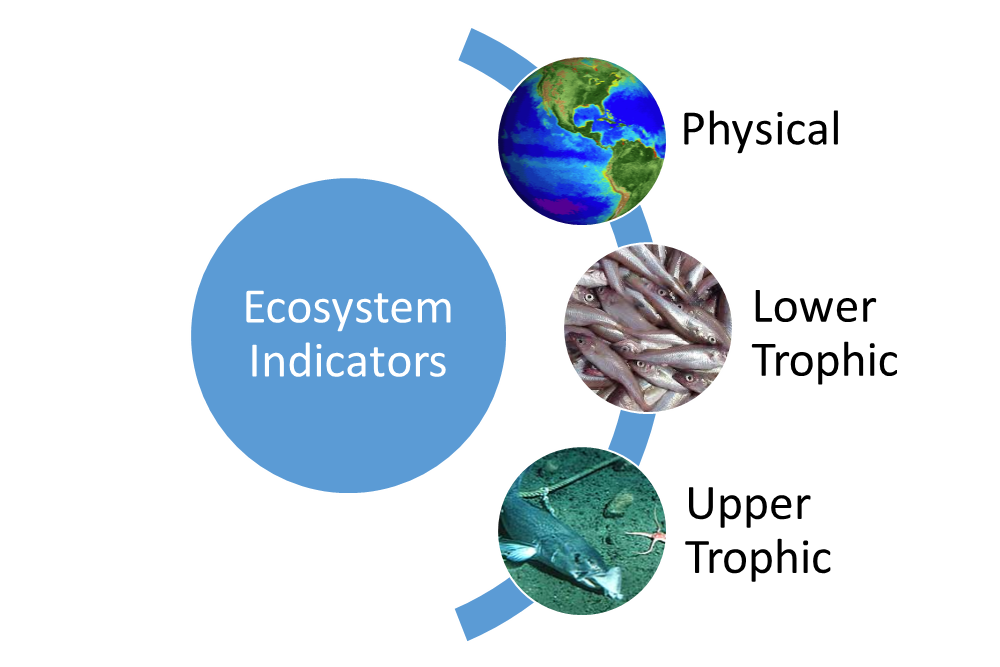 Physical
Ecosystem
Indicators
Lower
Trophic
Upper
Trophic